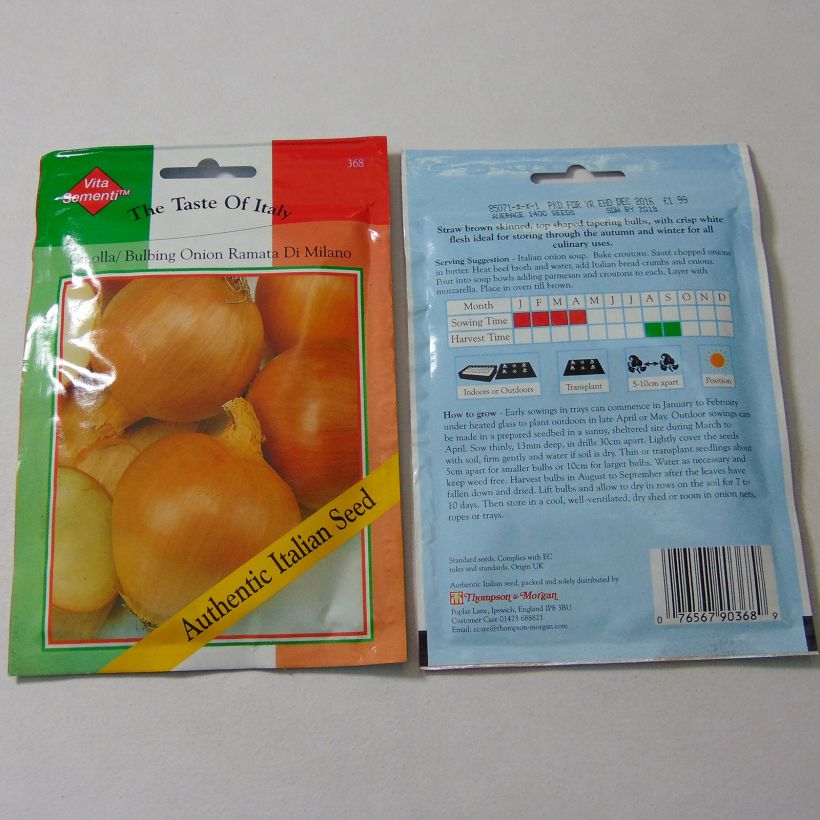 368
Vita
Sementi™
The Taste Of Italy
Bulbing Onion Ramata Di Milano
Authentic Italian Seed
PKD FOR YR END DEC 2016 £1.99
AVERAGE 1400 SEEDS SOW BY 2019
Straw brown skinned, top shaped tapering bulbs, with crisp white
flesh ideal for storing through the autumn and winter for all
culinary uses.
Serving Suggestion - Italian onion soup. Bake croutons. Sauté chopped onions
in butter. Heat beef broth and water, add Italian bread crumbs and onions.
Pour into soup bowls adding parmesan and croutons to each. Layer with
mozzarella. Place in oven till brown.
Month J F M A M J J A S O N D
Sowing Time
Harvest Time
Indoors or Outdoors
Transplant
5-10cm apart
Position
How to grow - Early sowings in trays can commence in January to February
under heated glass to plant outdoors in late April or May. Outdoor sowings can
be made in a prepared seedbed in a sunny, sheltered site during March to
April. Sow thinly, 13mm deep, in drills 30cm apart. Lightly cover the seeds
with soil, firm gently and water if soil is dry. Thin or transplant seedlings about
5cm apart for smaller bulbs or 10cm for larger bulbs. Water as necessary and
keep weed free. Harvest bulbs in August to September after the leaves have
fallen down and dried. Lift bulbs and allow to dry in rows on the soil for 7 to
10 days. Then store in a cool, well-ventilated, dry shed or room in onion nets,
ropes or trays.
Standard seeds. Complies with EC
rules and standards. Origin UK
Authentic Italian seed, packed and solely distributed by
Thompson & Morgan
Poplar Lane, Ipswich, England IP8 3BU
Customer Care 01473 688821
Email: ccare@thompson-morgan.com
0 76567 90368 9